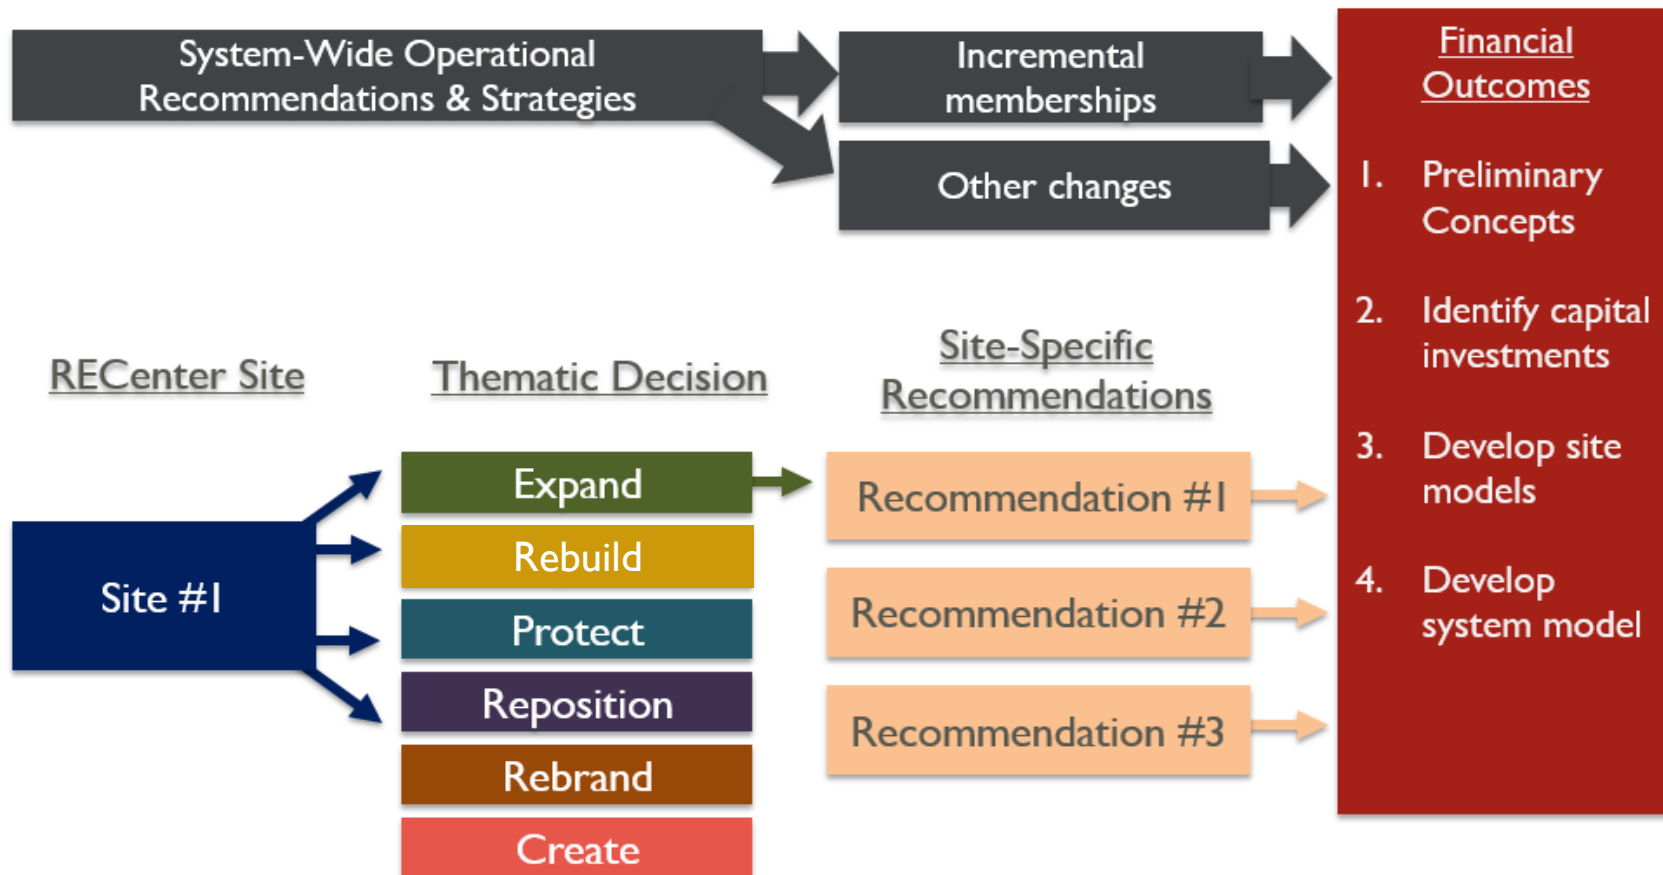 System-Wide Operational
Recommendations & Strategies
Incremental
memberships
Other changes
Financial
Outcomes
1. Preliminary
Concepts
2. Identify capital
investments
3. Develop site
models
4. Develop
system model
RECenter Site
Thematic Decision
Site-Specific
Recommendations
Site #1
Expand
Rebuild
Protect
Reposition
Rebrand
Create
Recommendation #1
Recommendation #2
Recommendation #3